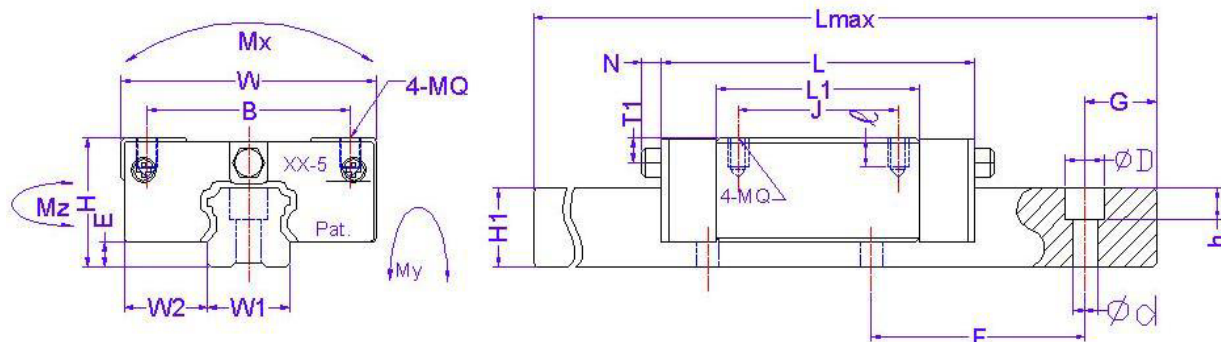 Mx
W
B
4-MQ
XX-5
H
E
Mz
Pat.
My
W2
W1
Lmax
N
L
L1
J
G
T1
ℓ
ØD
4-MQ
H1
h
Ød
F